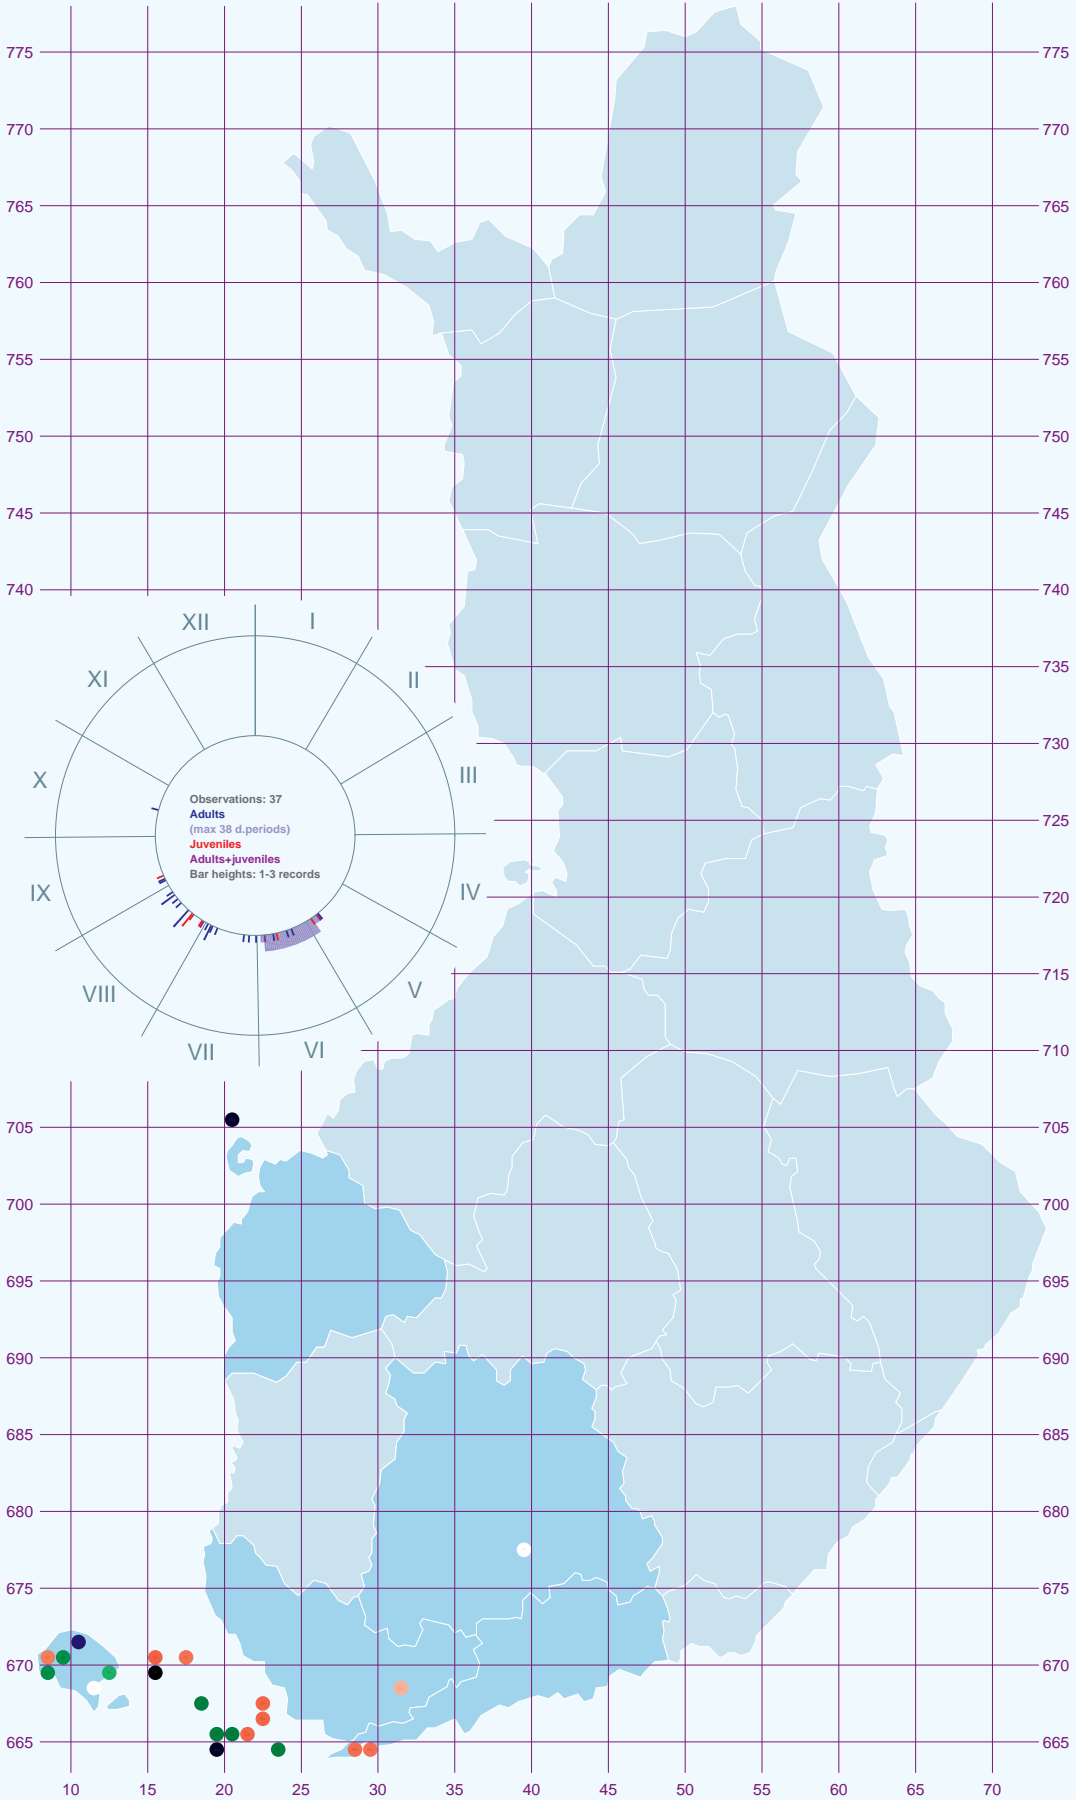 775 775
770 770
765 765
760 760
755 755
750 750
745 745
740 740
XII I
735
XI II
730
X III
Observations: 37
Adults
(max 38 d.periods)
Juveniles
Adults+juveniles
Bar heights: 1-3 records
725
IX IV
720
VIII V
715
VII VI
710
705 705
700 700
695 695
690 690
685 685
680 680
675 675
670 670
665 665
10 15 20 25 30 35 40 45 50 55 60 65 70